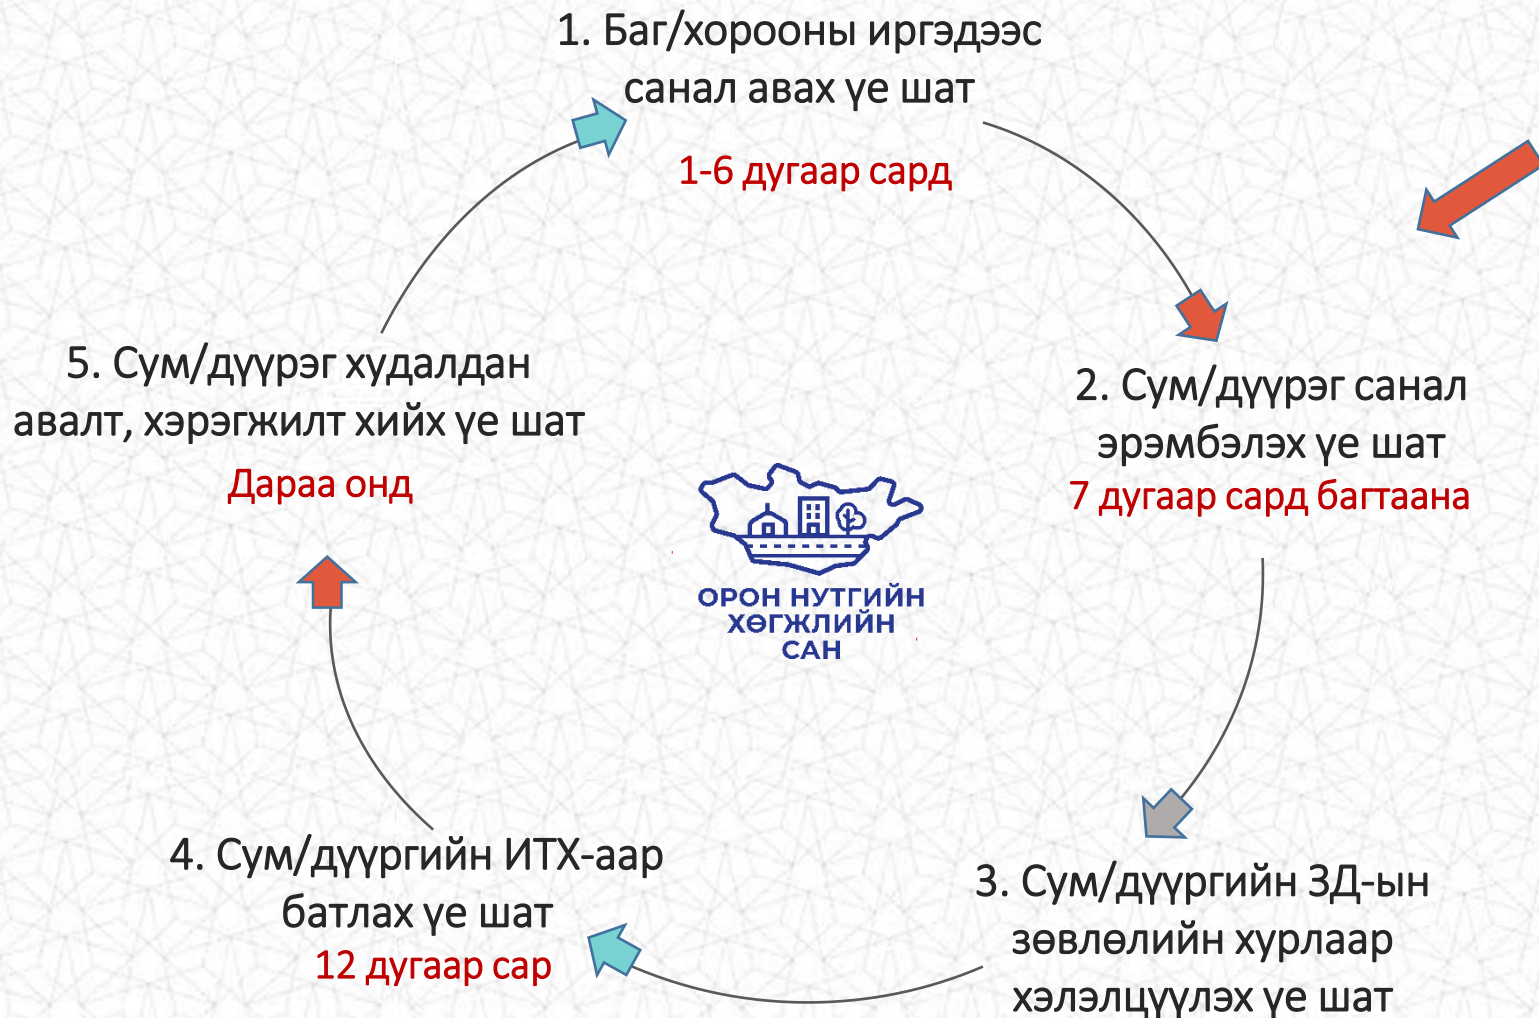 1. Баг/хорооны иргэдээс
санал авах үе шат
1-6 дугаар сард
2. Сум/дүүрэг санал
эрэмбэлэх үе шат
7 дугаар сард багтаана
3. Сум/дүүргийн ЗД-ын
зөвлөлийн хурлаар
хэлэлцүүлэх үе шат
4. Сум/дүүргийн ИТХ-аар
батлах үе шат
12 дугаар сар
5. Сум/дүүрэг худалдан
авалт, хэрэгжилт хийх үе шат
Дараа онд
ОРОН НУТГИЙН
ХӨГЖЛИЙН
САН